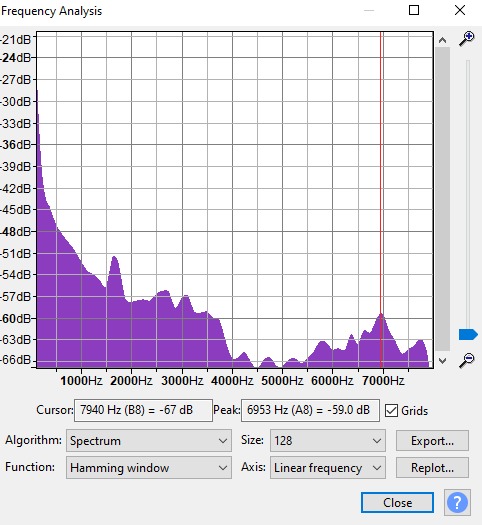 Frequency Analysis
-21dB
-24dB
-27dB
-30dB
-33dB
-36dB
-39dB
-42dB
-45dB
-48dB
-51dB
-54dB
-57dB
-60dB
-63dB
-66dB
1000Hz 2000Hz 3000Hz 4000Hz 5000Hz 6000Hz 7000Hz
Cursor: 7940 Hz (B8) = -67 dB Peak: 6953 Hz (A8) = -59.0 dB Grids
Algorithm: Spectrum Size: 128 Export...
Function: Hamming window Axis: Linear frequency Replot...
Close ?